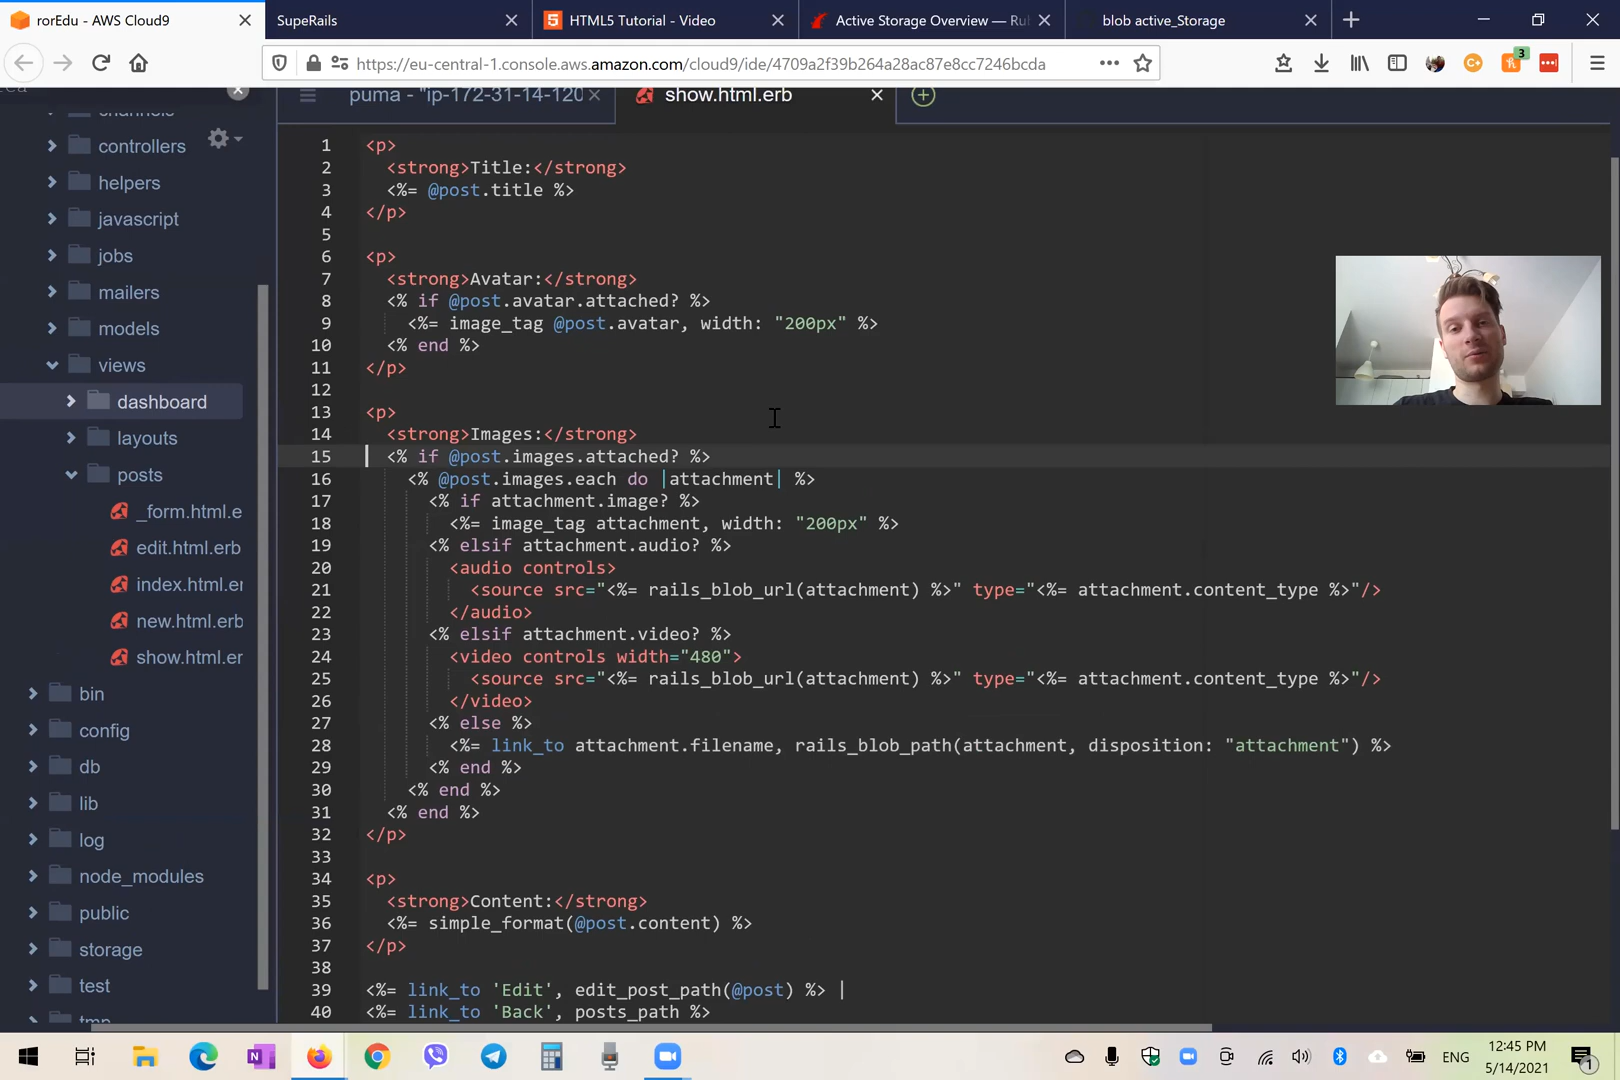 rorEdu - AWS Cloud9
SupeRails
HTML5 Tutorial - Video
Active Storage Overview — Ru
blob active_Storage
https://eu-central-1.console.aws.amazon.com/cloud9/ide/4709a2f39b264a28ac87e8cc7246bcda
3
puma - "ip-172-31-14-120
show.html.erb
channels
controllers
helpers
javascript
jobs
mailers
models
views
dashboard
layouts
posts
_form.html.e
edit.html.erb
index.html.er
new.html.erb
show.html.er
bin
config
db
lib
log
node_modules
public
storage
test
tmp
1 <p>
2 <strong>Title:</strong>
3 <%= @post.title %>
4 </p>
5
6 <p>
7 <strong>Avatar:</strong>
8 <% if @post.avatar.attached? %>
9 <%= image_tag @post.avatar, width: "200px" %>
10 <% end %>
11 </p>
12
13 <p>
14 <strong>Images:</strong>
15 <% if @post.images.attached? %>
16 <% @post.images.each do |attachment| %>
17 <% if attachment.image? %>
18 <%= image_tag attachment, width: "200px" %>
19 <% elsif attachment.audio? %>
20 <audio controls>
21 <source src="<%= rails_blob_url(attachment) %>" type="<%= attachment.content_type %>"/>
22 </audio>
23 <% elsif attachment.video? %>
24 <video controls width="480">
25 <source src="<%= rails_blob_url(attachment) %>" type="<%= attachment.content_type %>"/>
26 </video>
27 <% else %>
28 <%= link_to attachment.filename, rails_blob_path(attachment, disposition: "attachment") %>
29 <% end %>
30 <% end %>
31 <% end %>
32 </p>
33
34 <p>
35 <strong>Content:</strong>
36 <%= simple_format(@post.content) %>
37 </p>
38
39 <%= link_to 'Edit', edit_post_path(@post) %> |
40 <%= link_to 'Back', posts_path %>
ENG
12:45 PM
5/14/2021
1